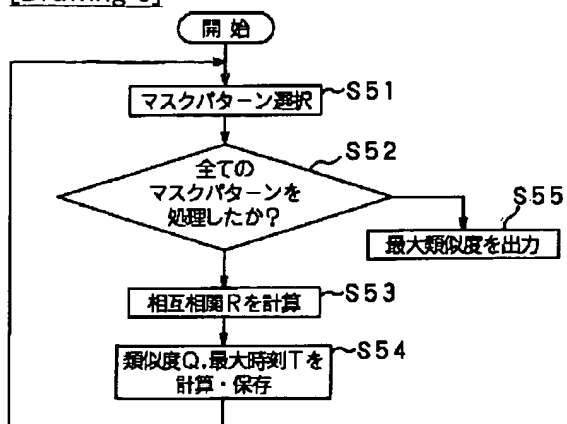 開始
マスクパターン選択
S51
全ての
マスクパターンを
処理したか?
S52
S55
最大類似度を出力
相互相関Rを計算
S53
類似度Q,最大時刻Tを
計算・保存
S54